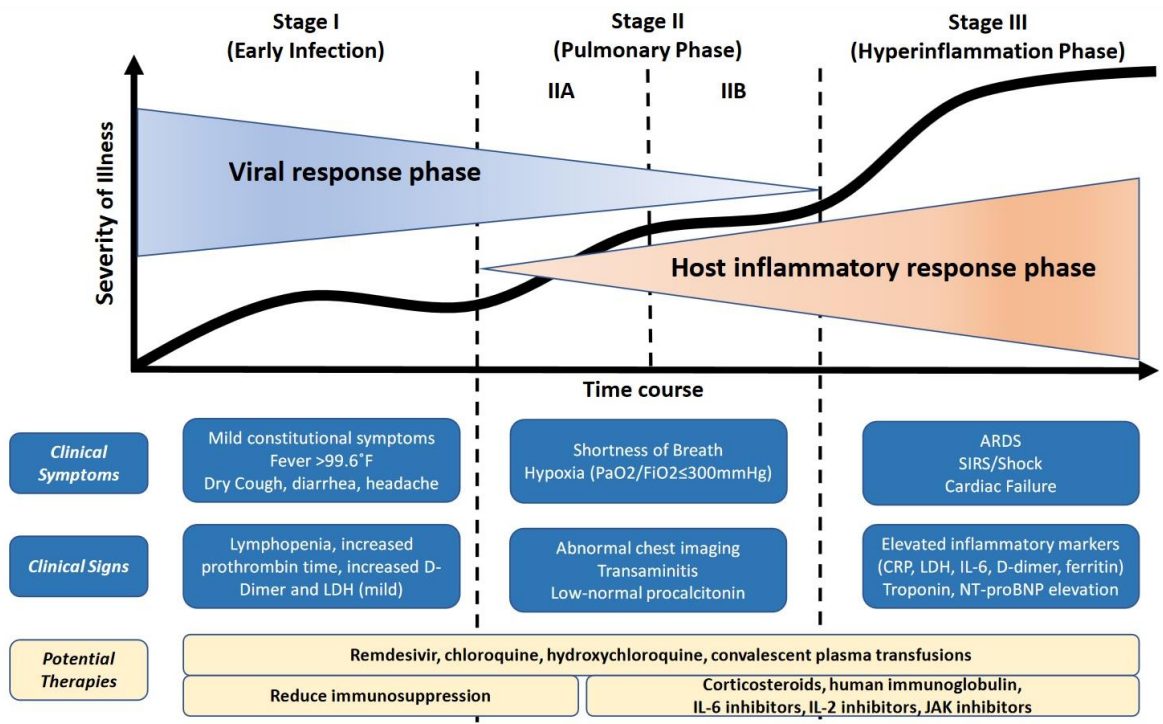 Stage I
(Early Infection)
Stage II
(Pulmonary Phase)
Stage III
(Hyperinflammation Phase)
IIA
IIB
Severity of Illness
Viral response phase
Host inflammatory response phase
Time course
Clinical
Symptoms
Mild constitutional symptoms
Fever >99.6°F
Dry Cough, diarrhea, headache
Shortness of Breath
Hypoxia (PaO2/FiO2≤300mmHg)
ARDS
SIRS/Shock
Cardiac Failure
Clinical Signs
Lymphopenia, increased
prothrombin time, increased D-
Dimer and LDH (mild)
Abnormal chest imaging
Transaminitis
Low-normal procalcitonin
Elevated inflammatory markers
(CRP, LDH, IL-6, D-dimer, ferritin)
Troponin, NT-proBNP elevation
Potential
Therapies
Remdesivir, chloroquine, hydroxychloroquine, convalescent plasma transfusions
Reduce immunosuppression
Corticosteroids, human immunoglobulin,
IL-6 inhibitors, IL-2 inhibitors, JAK inhibitors